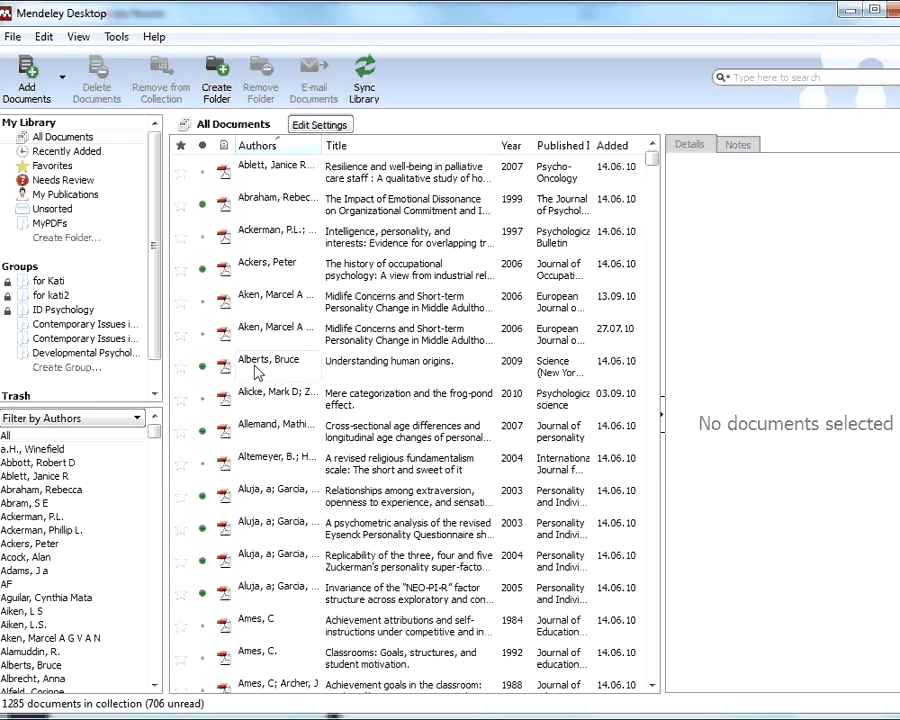 Mendeley Desktop
File Edit View Tools Help
Add Documents
Delete Documents
Remove from Collection
Create Folder
Remove Folder
E-mail Documents
Sync Library
Type here to search
My Library
All Documents
Recently Added
Favorites
Needs Review
My Publications
Unsorted
MyPDFs
Create Folder...
Groups
for Kati
for kati2
ID Psychology
Contemporary Issues i...
Contemporary Issues i...
Developmental Psychol...
Create Group...
Trash
Filter by Authors
All
a.H., Winefield
Abbott, Robert D
Ablett, Janice R
Abraham, Rebecca
Abram, S E
Ackerman, P.L.
Ackerman, Phillip L.
Ackers, Peter
Acock, Alan
Adams, J a
AF
Aguilar, Cynthia Mata
Aiken, L S
Aiken, L.S.
Aken, Marcel A G V A N
Alamuddin, R.
Alberts, Bruce
Albrecht, Anna
Alfeld, Corinne
All Documents Edit Settings
Authors Title Year Published I Added
Ablett, Janice R... Resilience and well-being in palliative 2007 Psycho- 14.06.10
care staff : A qualitative study of ho... Oncology
Abraham, Rebec... The Impact of Emotional Dissonance 1999 The Journal 14.06.10
on Organizational Commitment and I... of Psychol...
Ackerman, P.L.; ... Intelligence, personality, and 1997 Psychologica 14.06.10
interests: Evidence for overlapping tr... Bulletin
Ackers, Peter The history of occupational 2006 Journal of 14.06.10
psychology: A view from industrial rel... Occupati...
Aken, Marcel A ... Midlife Concerns and Short-term 2006 European 13.09.10
Personality Change in Middle Adultho... Journal o...
Aken, Marcel A ... Midlife Concerns and Short-term 2006 European 27.07.10
Personality Change in Middle Adultho... Journal o...
Alberts, Bruce Understanding human origins. 2009 Science 14.06.10
(New Yor...
Alicke, Mark D; Z... Mere categorization and the frog-pond 2010 Psychologica 03.09.10
effect. science
Allemand, Mathi... Cross-sectional age differences and 2007 Journal of 14.06.10
longitudinal age changes of personal... personality
Altemeyer, B.; H... A revised religious fundamentalism 2004 Internationa 14.06.10
scale: The short and sweet of it Journal f...
Aluja, a; Garcia, ... Relationships among extraversion, 2003 Personality 14.06.10
openness to experience, and sensati... and Indivi...
Aluja, a; Garcia, ... A psychometric analysis of the revised 2003 Personality 14.06.10
Eysenck Personality Questionnaire sh... and Indivi...
Aluja, a; Garcia, ... Replicability of the three, four and five 2004 Personality 14.06.10
Zuckerman's personality super-facto... and Indivi...
Aluja, a; Garcia, ... Invariance of the "NEO-PI-R" factor 2005 Personality 14.06.10
structure across exploratory and con... and Indivi...
Ames, C Achievement attributions and self- 1984 Journal of 14.06.10
instructions under competitive and in... Education...
Ames, C. Classrooms: Goals, structures, and 1992 Journal of 14.06.10
student motivation. education...
Ames, C; Archer, J Achievement goals in the classroom: 1988 Journal of 14.06.10
Details Notes
No documents selected
1285 documents in collection (706 unread)